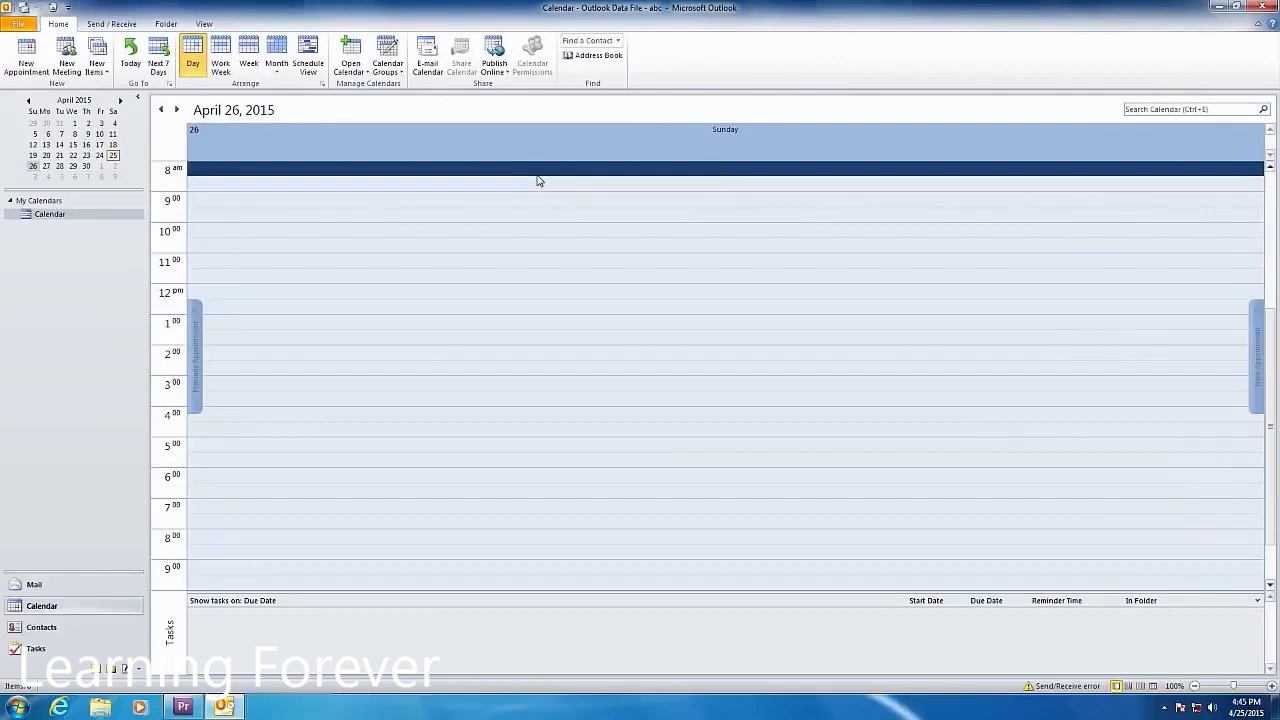 Calendar - Outlook Data File - abc - Microsoft Outlook
File Home Send / Receive Folder View
New Appointment New Meeting New Items Today Next 7 Days Day Work Week Week Month Schedule View Open Calendar Calendar Groups E-mail Calendar Share Calendar Publish Online Calendar Permissions Find a Contact
Address Book
New Go To Arrange Manage Calendars Share Find
April 2015
Su Mo Tu We Th Fr Sa
29 30 31 1 2 3 4
5 6 7 8 9 10 11
12 13 14 15 16 17 18
19 20 21 22 23 24 25
26 27 28 29 30 1 2
3 4 5 6 7 8 9
My Calendars
Calendar
April 26, 2015
Search Calendar (Ctrl+E)
26 Sunday
8 am
9 00
10 00
11 00
12 pm
1 00
2 00
3 00
4 00
5 00
6 00
7 00
8 00
9 00
Previous Appointment
Next Appointment
Mail
Calendar
Contacts
Tasks
Show tasks on: Due Date Start Date Due Date Reminder Time In Folder
Tasks
Learning Forever
Send/Receive error 100%
Pr
4:45 PM
4/25/2015